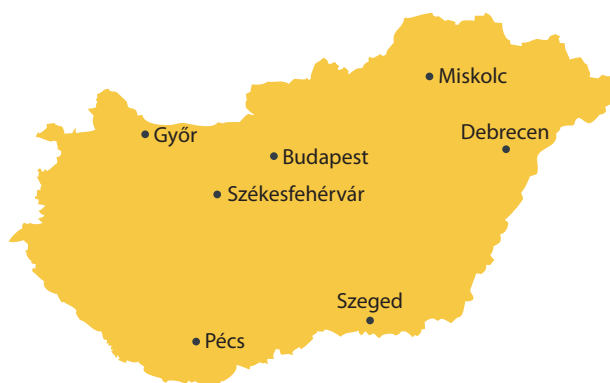 Miskolc
Debrecen
Győr
Budapest
Székesfehérvár
Szeged
Pécs